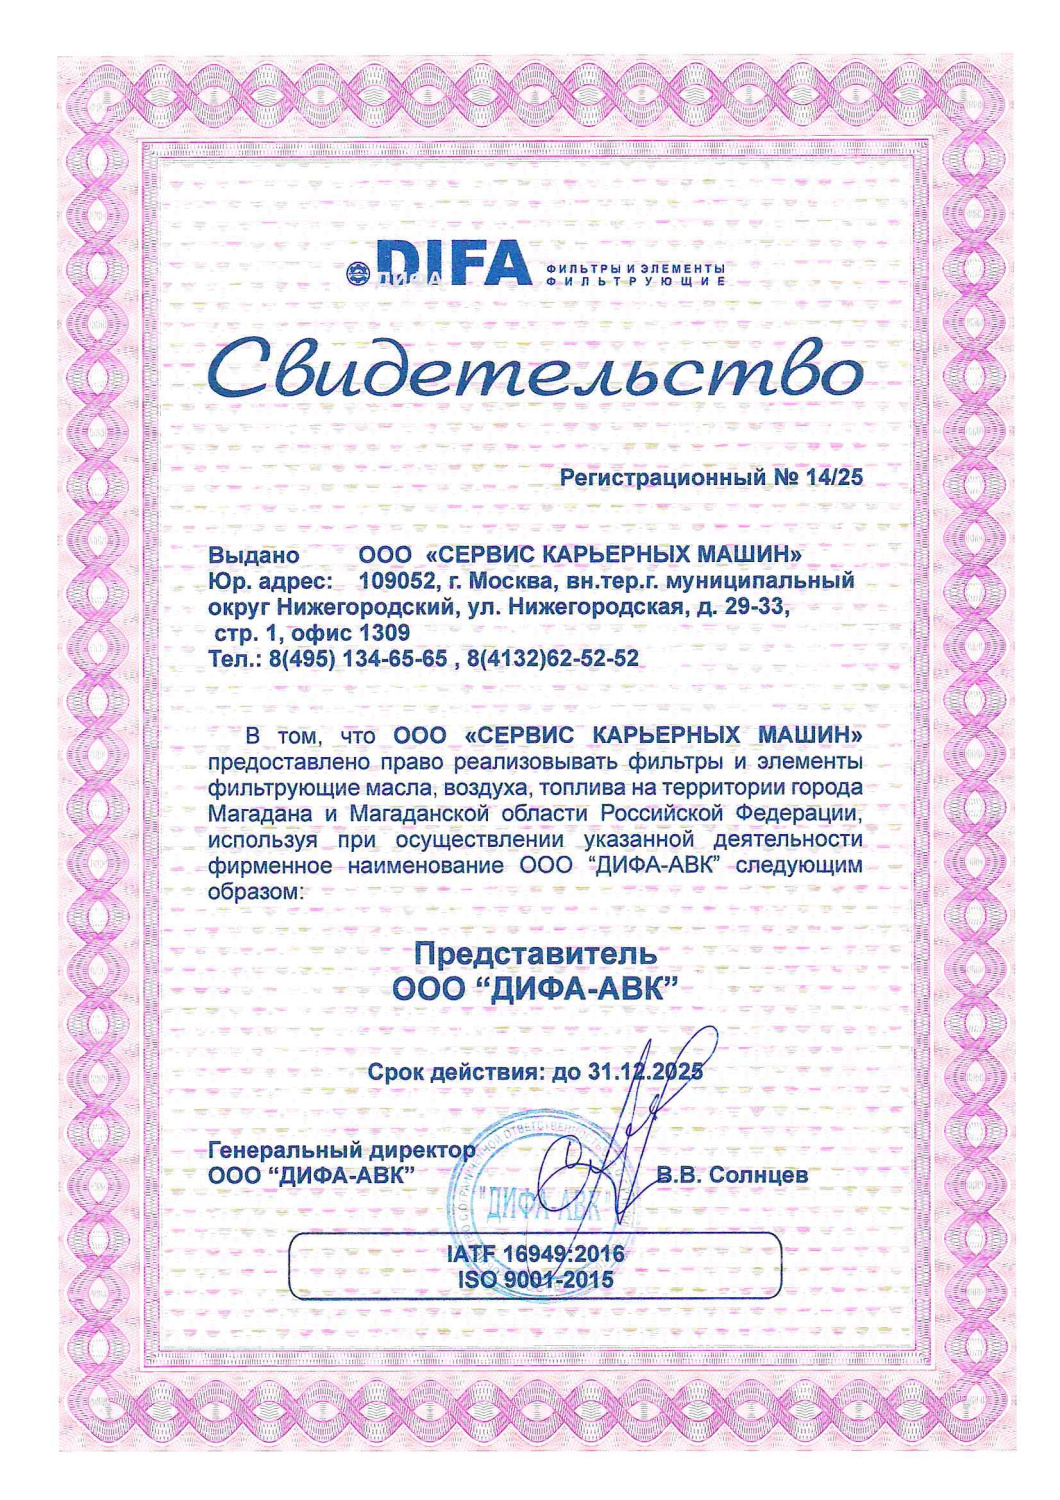 DIFA
ДИФА
ФИЛЬТРЫ И ЭЛЕМЕНТЫ
ФИЛЬТРУЮЩИЕ
Свидетельство
Регистрационный № 14/25
Выдано ООО «СЕРВИС КАРЬЕРНЫХ МАШИН»
Юр. адрес: 109052, г. Москва, вн.тер.г. муниципальный
округ Нижегородский, ул. Нижегородская, д. 29-33,
стр. 1, офис 1309
Тел.: 8(495) 134-65-65 , 8(4132)62-52-52
В том, что ООО «СЕРВИС КАРЬЕРНЫХ МАШИН»
предоставлено право реализовывать фильтры и элементы
фильтрующие масла, воздуха, топлива на территории города
Магадана и Магаданской области Российской Федерации,
используя при осуществлении указанной деятельности
фирменное наименование ООО “ДИФА-АВК” следующим
образом:
Представитель
ООО “ДИФА-АВК”
Срок действия: до 31.12.2025
Генеральный директор
ООО “ДИФА-АВК”
В.В. Солнцев
"ДИФА-АВК"
IATF 16949:2016
ISO 9001-2015